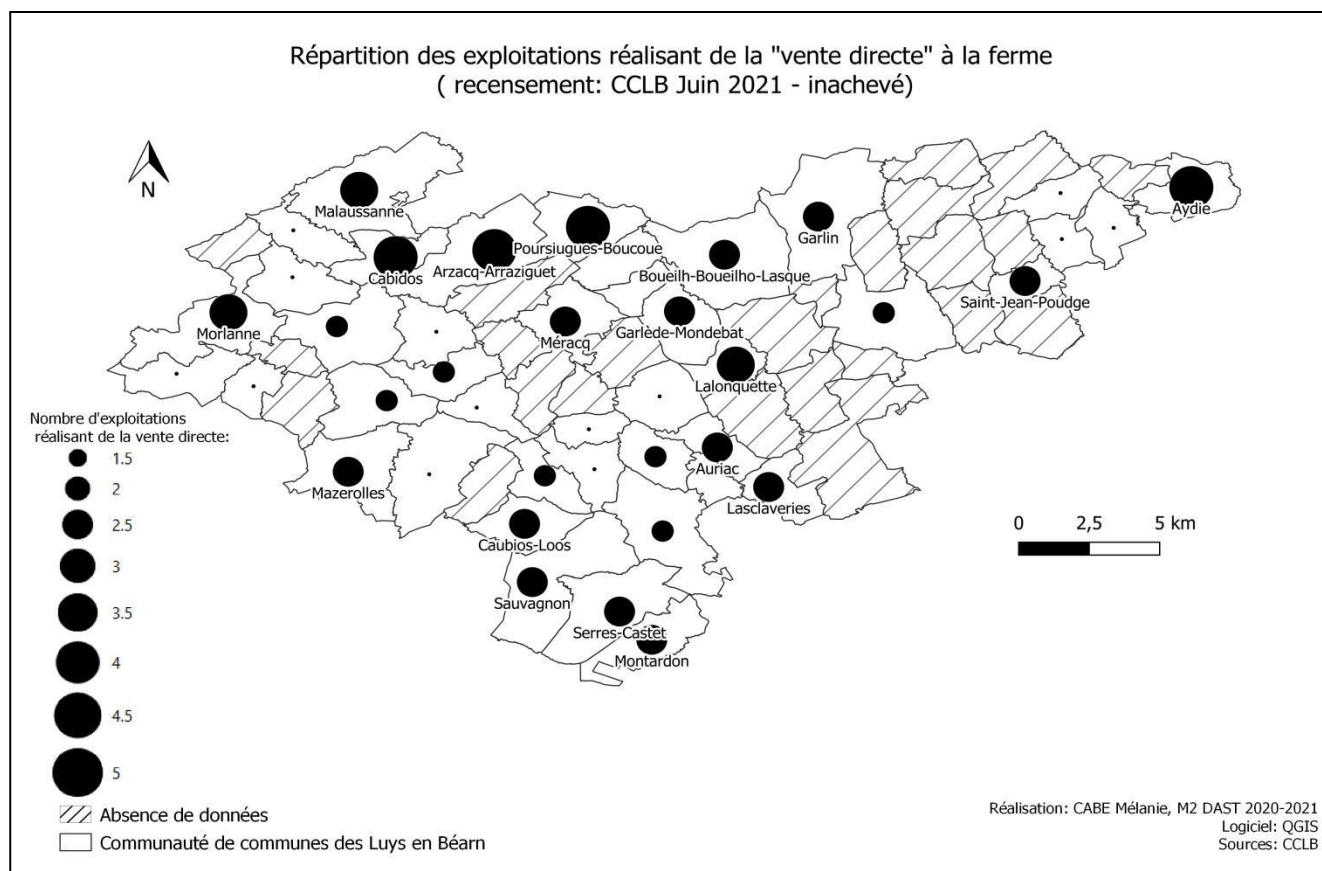 Répartition des exploitations réalisant de la "vente directe" à la ferme
( recensement: CCLB Juin 2021 - inachevé)
N
Malaussanne
Aydie
Garlin
Poursiugues-Boucoue
Cabidos
Arzacq-Arraziguet
Boueilh-Boueilho-Lasque
Saint-Jean-Poudge
Morlanne
Méracq
Garlède-Mondebat
Lalonquette
Auriac
Mazerolles
Lasclaveries
Caubios-Loos
Sauvagnon
Serres-Castet
Montardon
Nombre d'exploitations
réalisant de la vente directe:
1.5
2
2.5
3
3.5
4
4.5
5
Absence de données
Communauté de communes des Luys en Béarn
0 2,5 5 km
Réalisation: CABE Mélanie, M2 DAST 2020-2021
Logiciel: QGIS
Sources: CCLB